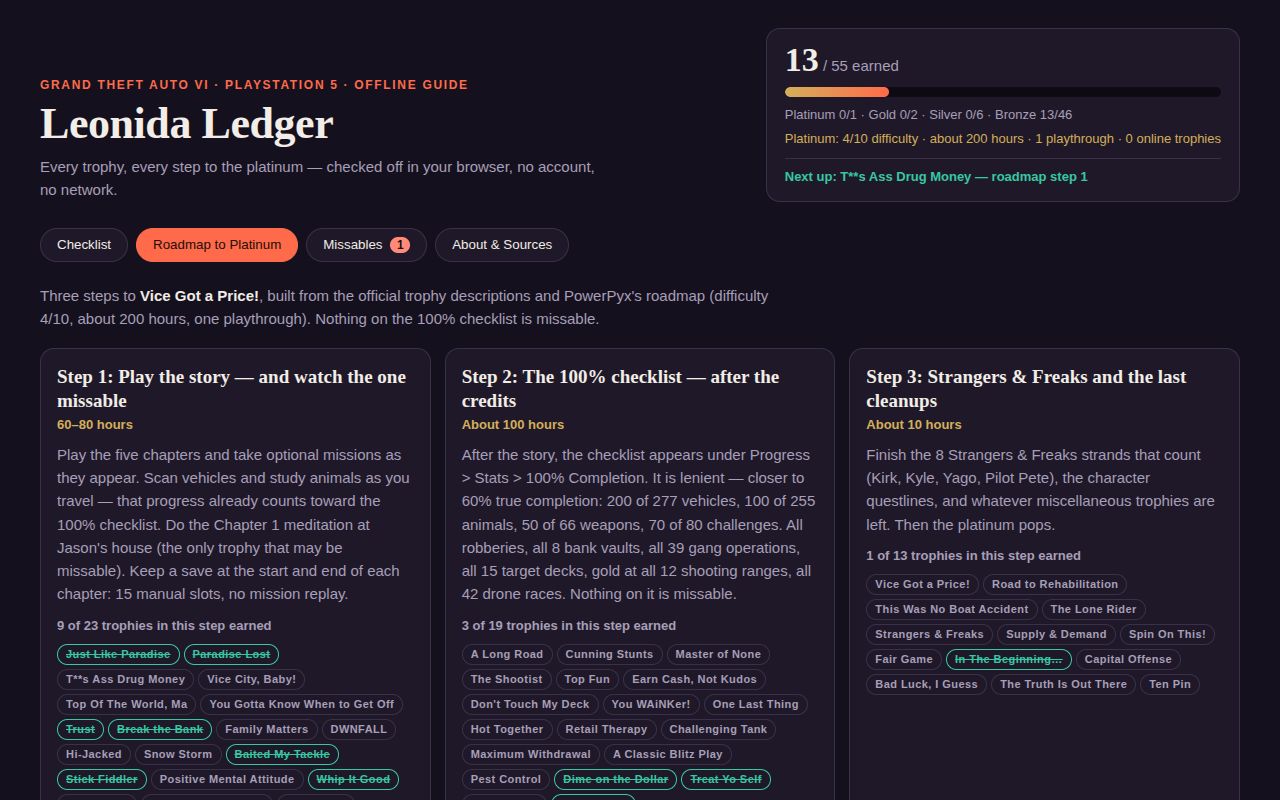 GRAND THEFT AUTO VI · PLAYSTATION 5 · OFFLINE GUIDE
Leonida Ledger
Every trophy, every step to the platinum — checked off in your browser, no account,
no network.
13 / 55 earned
Platinum 0/1 · Gold 0/2 · Silver 0/6 · Bronze 13/46
Platinum: 4/10 difficulty · about 200 hours · 1 playthrough · 0 online trophies
Next up: T**s Ass Drug Money — roadmap step 1
Checklist
Roadmap to Platinum
Missables 1
About & Sources
Three steps to Vice Got a Price!, built from the official trophy descriptions and PowerPyx's roadmap (difficulty
4/10, about 200 hours, one playthrough). Nothing on the 100% checklist is missable.
Step 1: Play the story — and watch the one
missable
60–80 hours
Play the five chapters and take optional missions as
they appear. Scan vehicles and study animals as you
travel — that progress already counts toward the
100% checklist. Do the Chapter 1 meditation at
Jason's house (the only trophy that may be
missable). Keep a save at the start and end of each
chapter: 15 manual slots, no mission replay.
9 of 23 trophies in this step earned
Just Like Paradise Paradise Lost
T**s Ass Drug Money Vice City, Baby!
Top Of The World, Ma You Gotta Know When to Get Off
Trust Break the Bank Family Matters DWNFALL
Hi-Jacked Snow Storm Baited My Tackle
Stick Fiddler Positive Mental Attitude Whip It Good
Step 2: The 100% checklist — after the
credits
About 100 hours
After the story, the checklist appears under Progress
> Stats > 100% Completion. It is lenient — closer to
60% true completion: 200 of 277 vehicles, 100 of 255
animals, 50 of 66 weapons, 70 of 80 challenges. All
robberies, all 8 bank vaults, all 39 gang operations,
all 15 target decks, gold at all 12 shooting ranges, all
42 drone races. Nothing on it is missable.
3 of 19 trophies in this step earned
A Long Road Cunning Stunts Master of None
The Shootist Top Fun Earn Cash, Not Kudos
Don't Touch My Deck You WAiNKer! One Last Thing
Hot Together Retail Therapy Challenging Tank
Maximum Withdrawal A Classic Blitz Play
Pest Control Dime on the Dollar Treat Yo Self
Step 3: Strangers & Freaks and the last
cleanups
About 10 hours
Finish the 8 Strangers & Freaks strands that count
(Kirk, Kyle, Yago, Pilot Pete), the character
questlines, and whatever miscellaneous trophies are
left. Then the platinum pops.
1 of 13 trophies in this step earned
Vice Got a Price! Road to Rehabilitation
This Was No Boat Accident The Lone Rider
Strangers & Freaks Supply & Demand Spin On This!
Fair Game In The Beginning... Capital Offense
Bad Luck, I Guess The Truth Is Out There Ten Pin